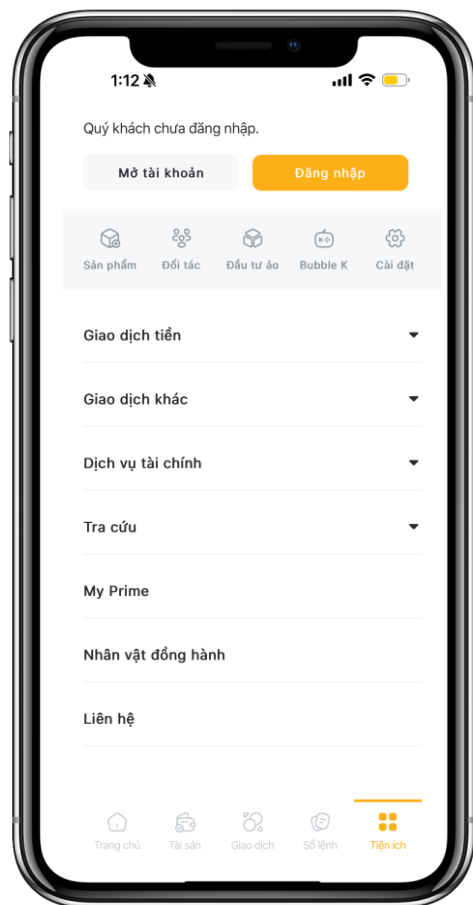 1:12
Quý khách chưa đăng nhập.
Mở tài khoản
Đăng nhập
Sản phẩm
Đối tác
Đầu tư ảo
Bubble K
Cài đặt
Giao dịch tiền
Giao dịch khác
Dịch vụ tài chính
Tra cứu
My Prime
Nhân vật đồng hành
Liên hệ
Trang chủ
Tài sản
Giao dịch
Sổ lệnh
Tiện ích